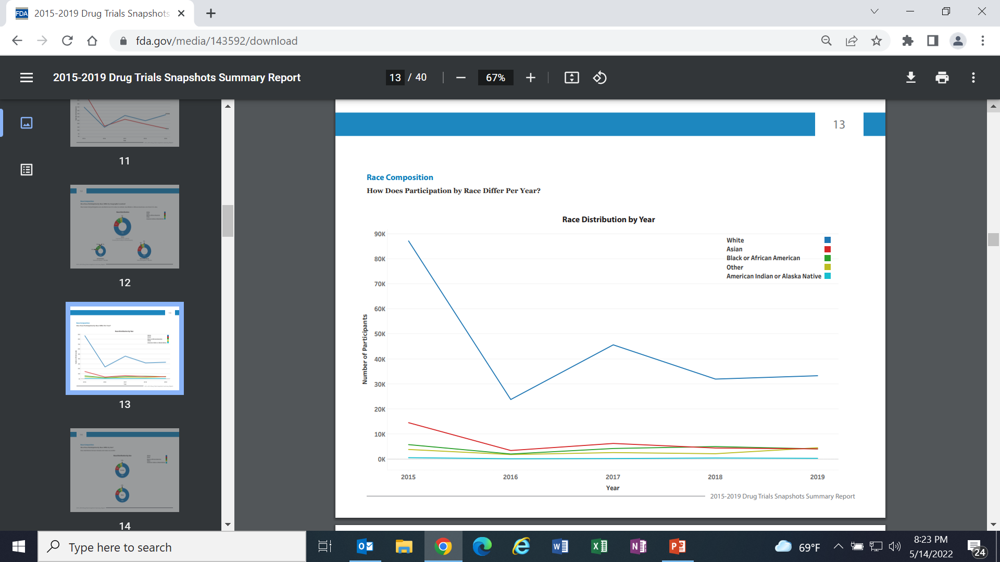 FDA 2015-2019 Drug Trials Snapshots
fda.gov/media/143592/download
2015-2019 Drug Trials Snapshots Summary Report
13 / 40
67%
11
12
13
14
13
Race Composition
How Does Participation by Race Differ Per Year?
Race Distribution by Year
White
Asian
Black or African American
Other
American Indian or Alaska Native
Number of Participants
90K
80K
70K
60K
50K
40K
30K
20K
10K
0K
2015 2016 2017 2018 2019
Year
2015-2019 Drug Trials Snapshots Summary Report
Type here to search
69°F
8:23 PM
5/14/2022
24